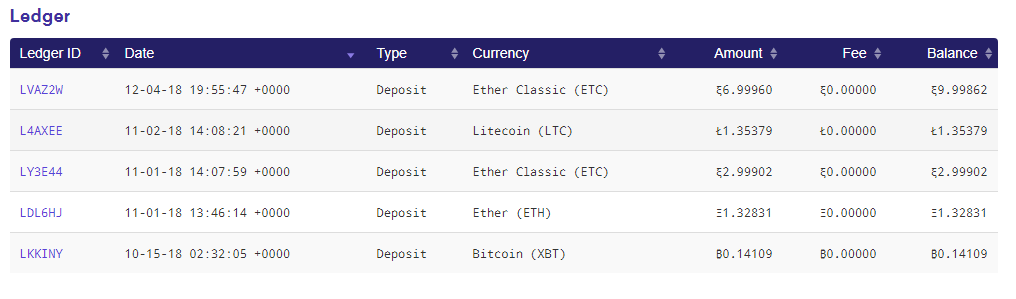 Ledger
Ledger ID Date Type Currency Amount Fee Balance
LVAZ2W 12-04-18 19:55:47 +0000 Deposit Ether Classic (ETC) ξ6.99960 ξ0.00000 ξ9.99862
L4AXEE 11-02-18 14:08:21 +0000 Deposit Litecoin (LTC) Ł1.35379 Ł0.00000 Ł1.35379
LY3E44 11-01-18 14:07:59 +0000 Deposit Ether Classic (ETC) ξ2.99902 ξ0.00000 ξ2.99902
LDL6HJ 11-01-18 13:46:14 +0000 Deposit Ether (ETH) Ξ1.32831 Ξ0.00000 Ξ1.32831
LKKINY 10-15-18 02:32:05 +0000 Deposit Bitcoin (XBT) ฿0.14109 ฿0.00000 ฿0.14109